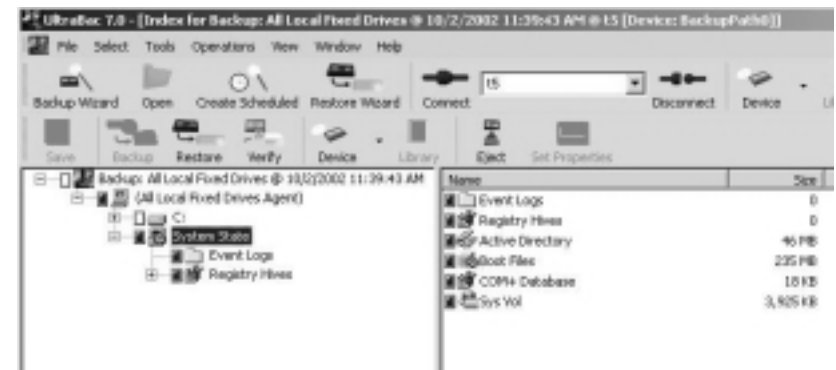 UltraBac 7.0 - [Index for Backup: All Local Fixed Drives @ 10/2/2002 11:39:43 AM @ t5 [Device: BackupPath0]]
File Select Tools Operations View Window Help
Backup Wizard Open Create Scheduled Restore Wizard Connect t5 Disconnect Device
Save Backup Restore Verify Device Library Eject Set Properties
Backup: All Local Fixed Drives @ 10/2/2002 11:39:43 AM
(All Local Fixed Drives Agent)
C:
System State
Event Logs
Registry Hives
Name Size
Event Logs 0
Registry Hives 0
Active Directory 46 MB
Boot Files 235 MB
COM+ Database 18 KB
Sys Vol 3,925 KB